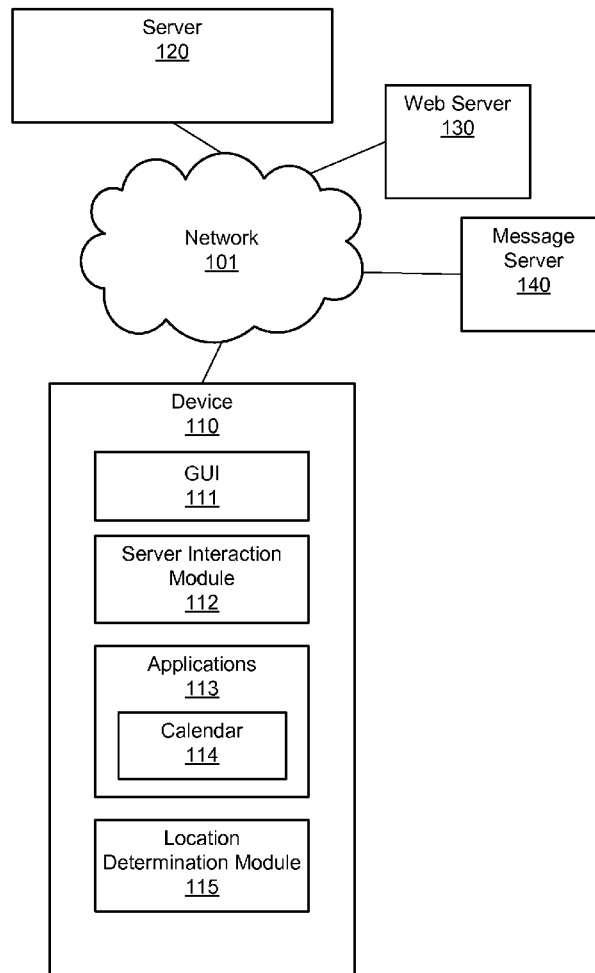 Server
120
Web Server
130
Network
101
Message
Server
140
Device
110
GUI
111
Server Interaction
Module
112
Applications
113
Calendar
114
Location
Determination Module
115